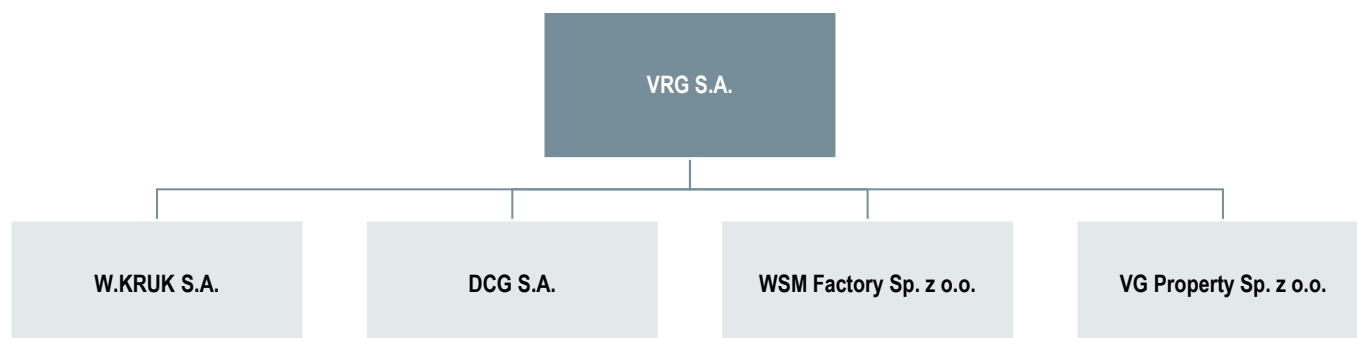 VRG S.A.
W.KRUK S.A.
DCG S.A.
WSM Factory Sp. z o.o.
VG Property Sp. z o.o.